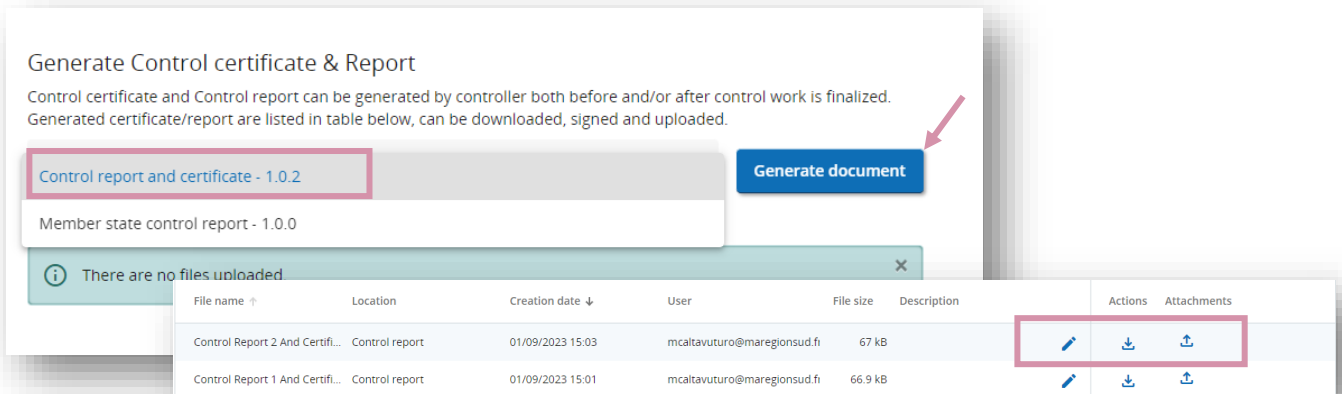 Generate Control certificate & Report
Control certificate and Control report can be generated by controller both before and/or after control work is finalized.
Generated certificate/report are listed in table below, can be downloaded, signed and uploaded.
Control report and certificate - 1.0.2
Generate document
Member state control report - 1.0.0
There are no files uploaded
File name Location Creation date User File size Description Actions Attachments
Control Report 2 And Certifi... Control report 01/09/2023 15:03 mcaltavuturo@maregionsud.fr 67 kB
Control Report 1 And Certifi... Control report 01/09/2023 15:01 mcaltavuturo@maregionsud.fr 66.9 kB